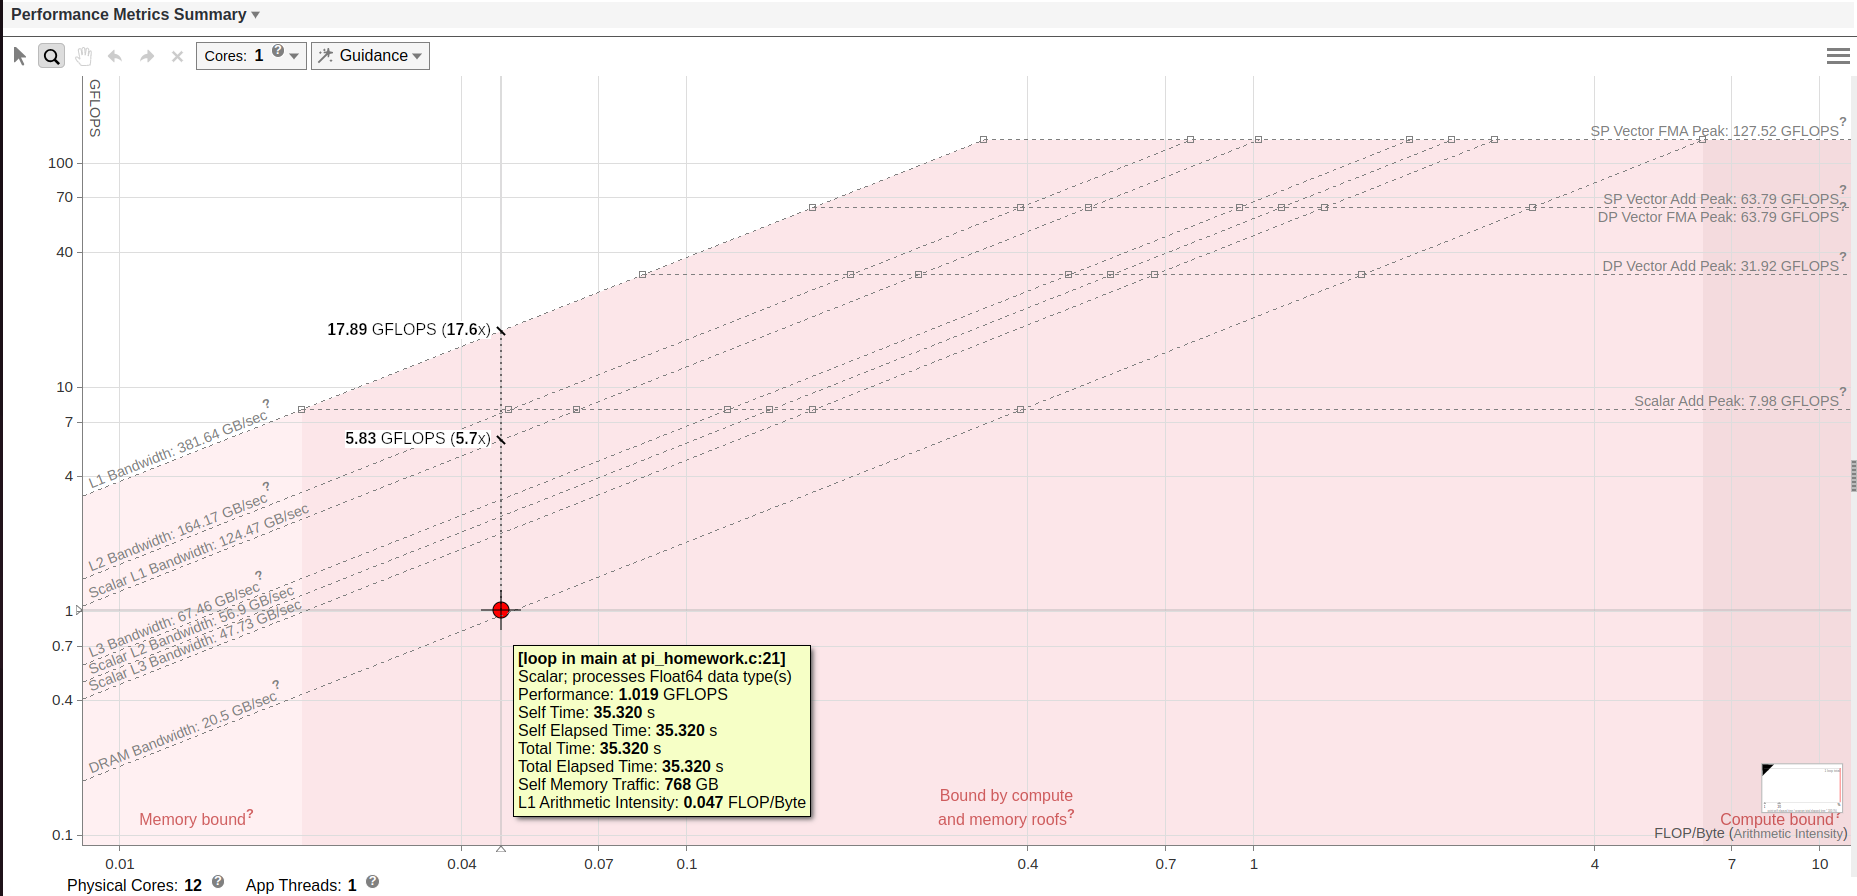 Performance Metrics Summary
Cores: 1 ? Guidance
GFLOPS
SP Vector FMA Peak: 127.52 GFLOPS?
100
70
SP Vector Add Peak: 63.79 GFLOPS?
DP Vector FMA Peak: 63.79 GFLOPS?
40
DP Vector Add Peak: 31.92 GFLOPS?
17.89 GFLOPS (17.6x)
10
Scalar Add Peak: 7.98 GFLOPS?
7
5.83 GFLOPS (5.7x)
L1 Bandwidth: 381.64 GB/sec?
4
L2 Bandwidth: 164.17 GB/sec?
Scalar L1 Bandwidth: 124.47 GB/sec
1
L3 Bandwidth: 67.46 GB/sec?
Scalar L2 Bandwidth: 56.9 GB/sec
Scalar L3 Bandwidth: 47.73 GB/sec
0.7
0.4
DRAM Bandwidth: 20.5 GB/sec?
[loop in main at pi_homework.c:21]
Scalar; processes Float64 data type(s)
Performance: 1.019 GFLOPS
Self Time: 35.320 s
Self Elapsed Time: 35.320 s
Total Time: 35.320 s
Total Elapsed Time: 35.320 s
Self Memory Traffic: 768 GB
L1 Arithmetic Intensity: 0.047 FLOP/Byte
Memory bound?
Bound by compute
and memory roofs?
Compute bound?
0.1
FLOP/Byte (Arithmetic Intensity)
0.01 0.04 0.07 0.1 0.4 0.7 1 4 7 10
Physical Cores: 12 ? App Threads: 1 ?